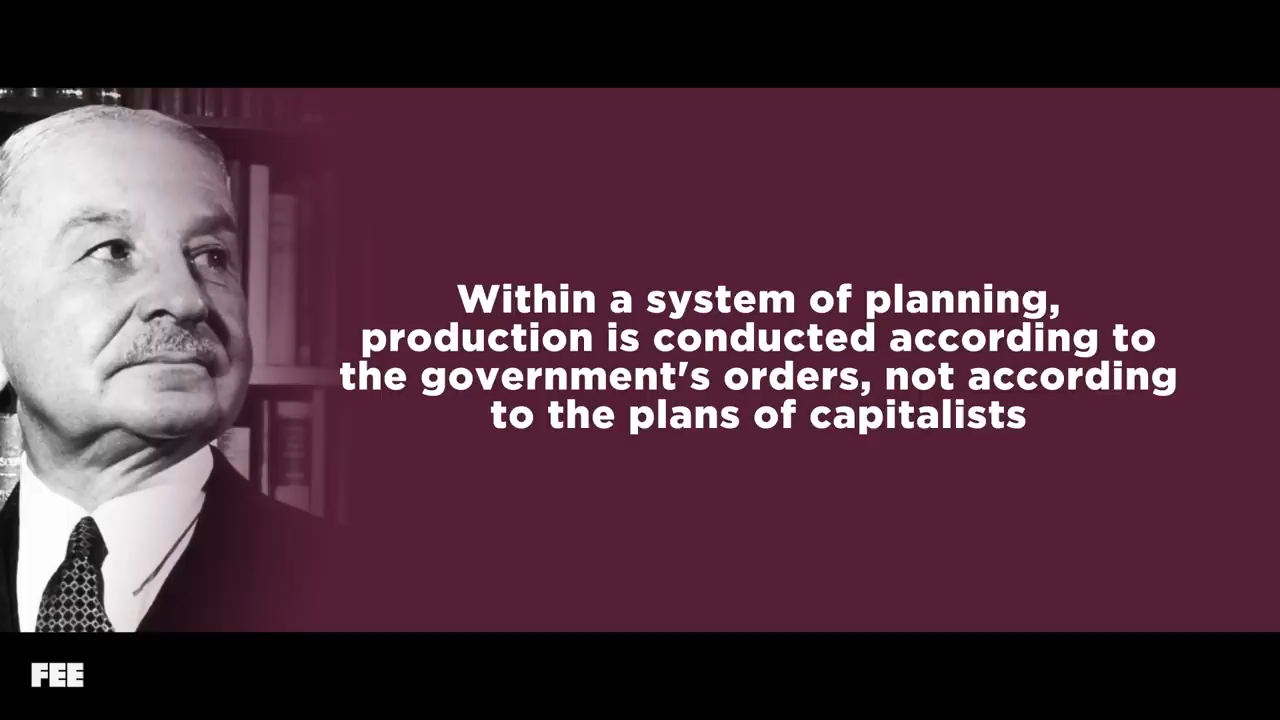 Within a system of planning,
production is conducted according to
the government's orders, not according
to the plans of capitalists
FEE